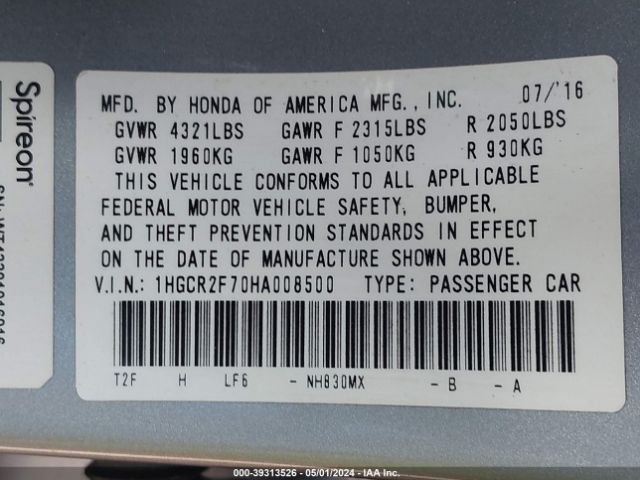 Spireon
MFD. BY HONDA OF AMERICA MFG., INC. 07/'16
GVWR 4321LBS GAWR F 2315LBS R 2050LBS
GVWR 1960KG GAWR F 1050KG R 930KG
THIS VEHICLE CONFORMS TO ALL APPLICABLE
FEDERAL MOTOR VEHICLE SAFETY, BUMPER,
AND THEFT PREVENTION STANDARDS IN EFFECT
ON THE DATE OF MANUFACTURE SHOWN ABOVE.
V.I.N.: 1HGCR2F70HA008500 TYPE: PASSENGER CAR
T2F H LF6 - NH830MX - B - A
000-39313526 - 05/01/2024 - IAA Inc.